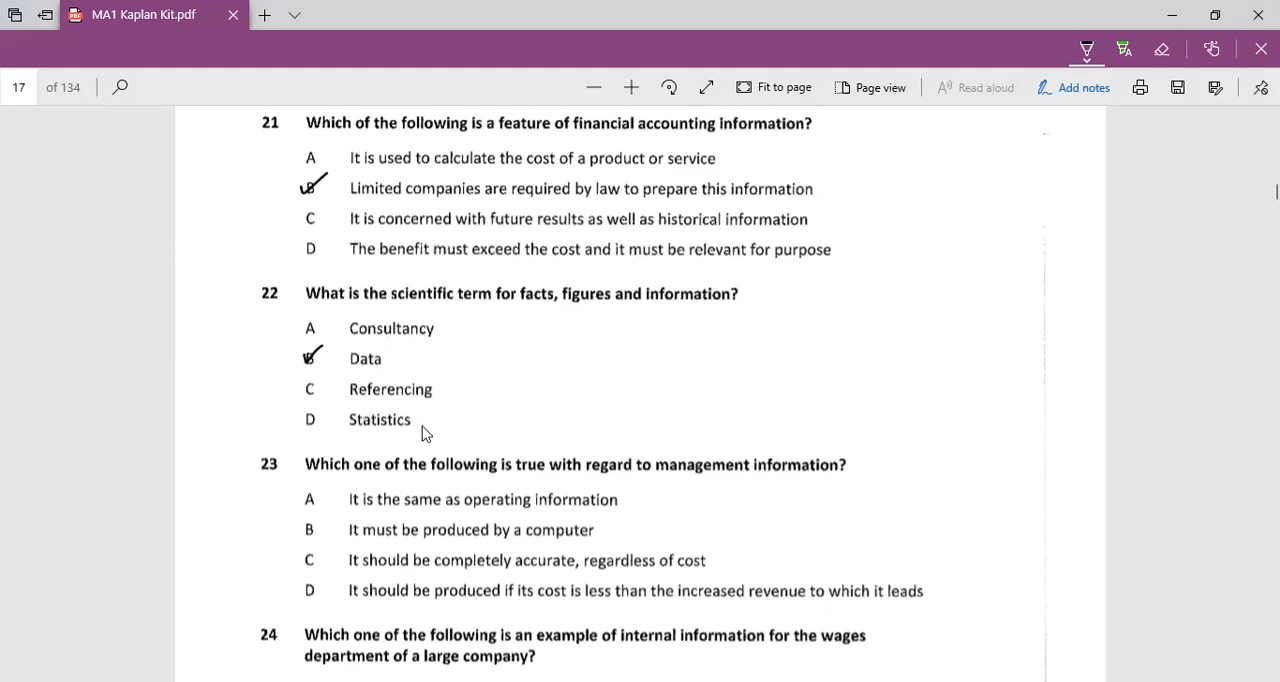 MA1 Kaplan Kit.pdf
17 of 134
Fit to page
Page view
Read aloud
Add notes
21 Which of the following is a feature of financial accounting information?
A It is used to calculate the cost of a product or service
B Limited companies are required by law to prepare this information
C It is concerned with future results as well as historical information
D The benefit must exceed the cost and it must be relevant for purpose
22 What is the scientific term for facts, figures and information?
A Consultancy
B Data
C Referencing
D Statistics
23 Which one of the following is true with regard to management information?
A It is the same as operating information
B It must be produced by a computer
C It should be completely accurate, regardless of cost
D It should be produced if its cost is less than the increased revenue to which it leads
24 Which one of the following is an example of internal information for the wages
department of a large company?